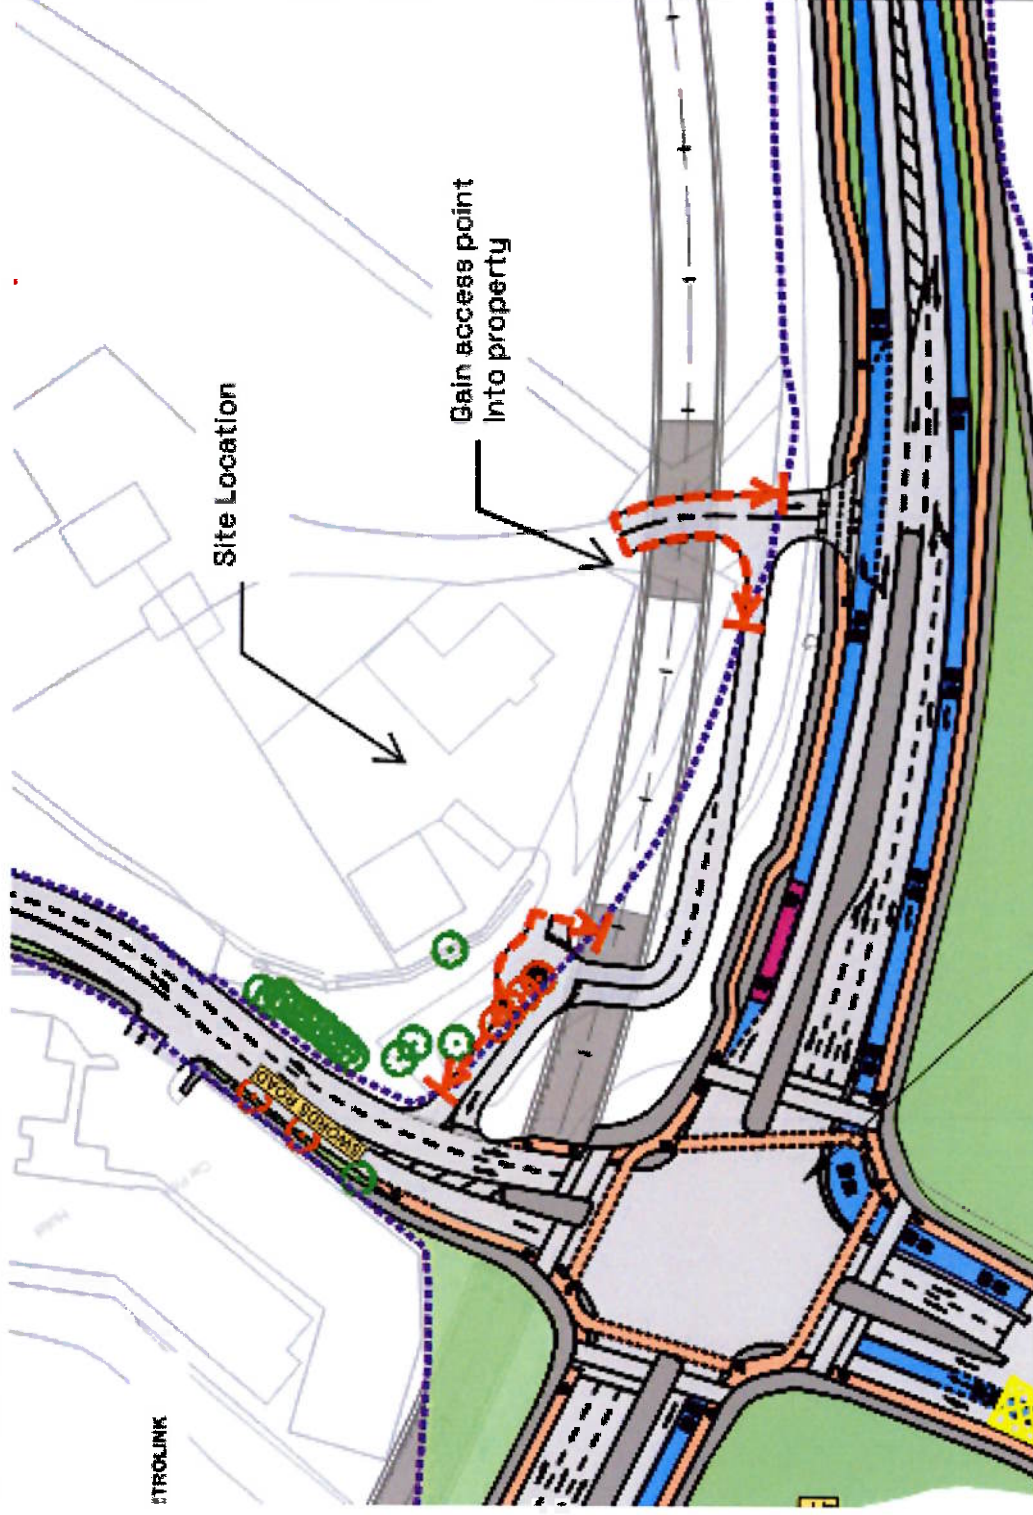 Site Location
Gain access point
Into property
SWORDS ROAD
TROLINK